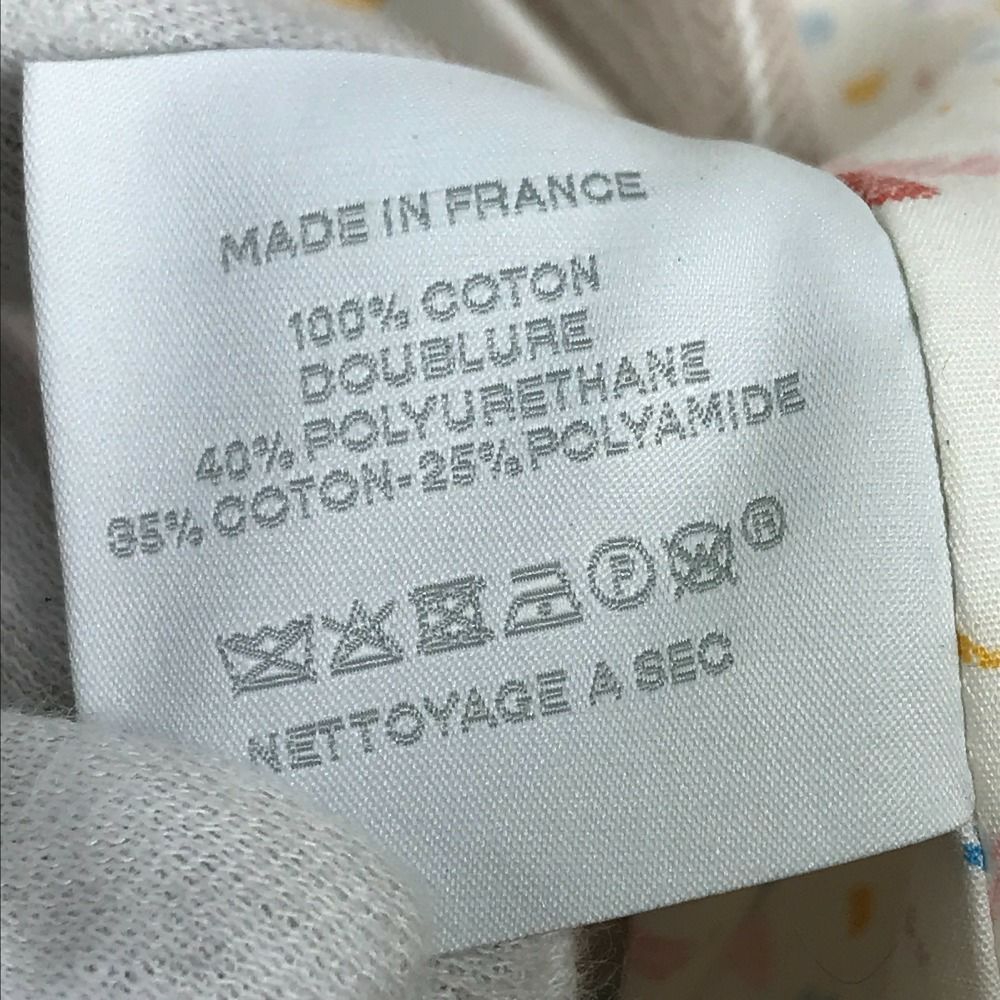 MADE IN FRANCE
100% COTON
DOUBLURE
40% POLYURETHANE
35% COTON-25% POLYAMIDE
P W ®
NETTOYAGE A SEC